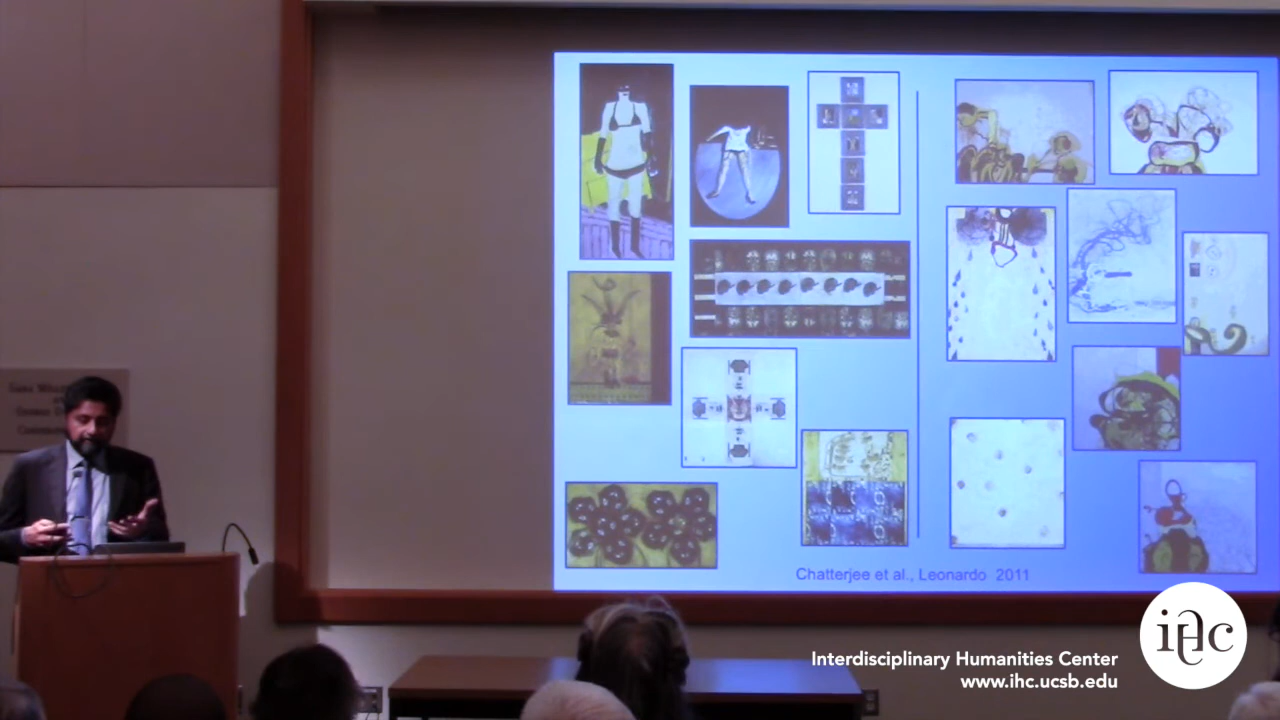 Chatterjee et al., Leonardo 2011
Interdisciplinary Humanities Center
www.ihc.ucsb.edu
ihc